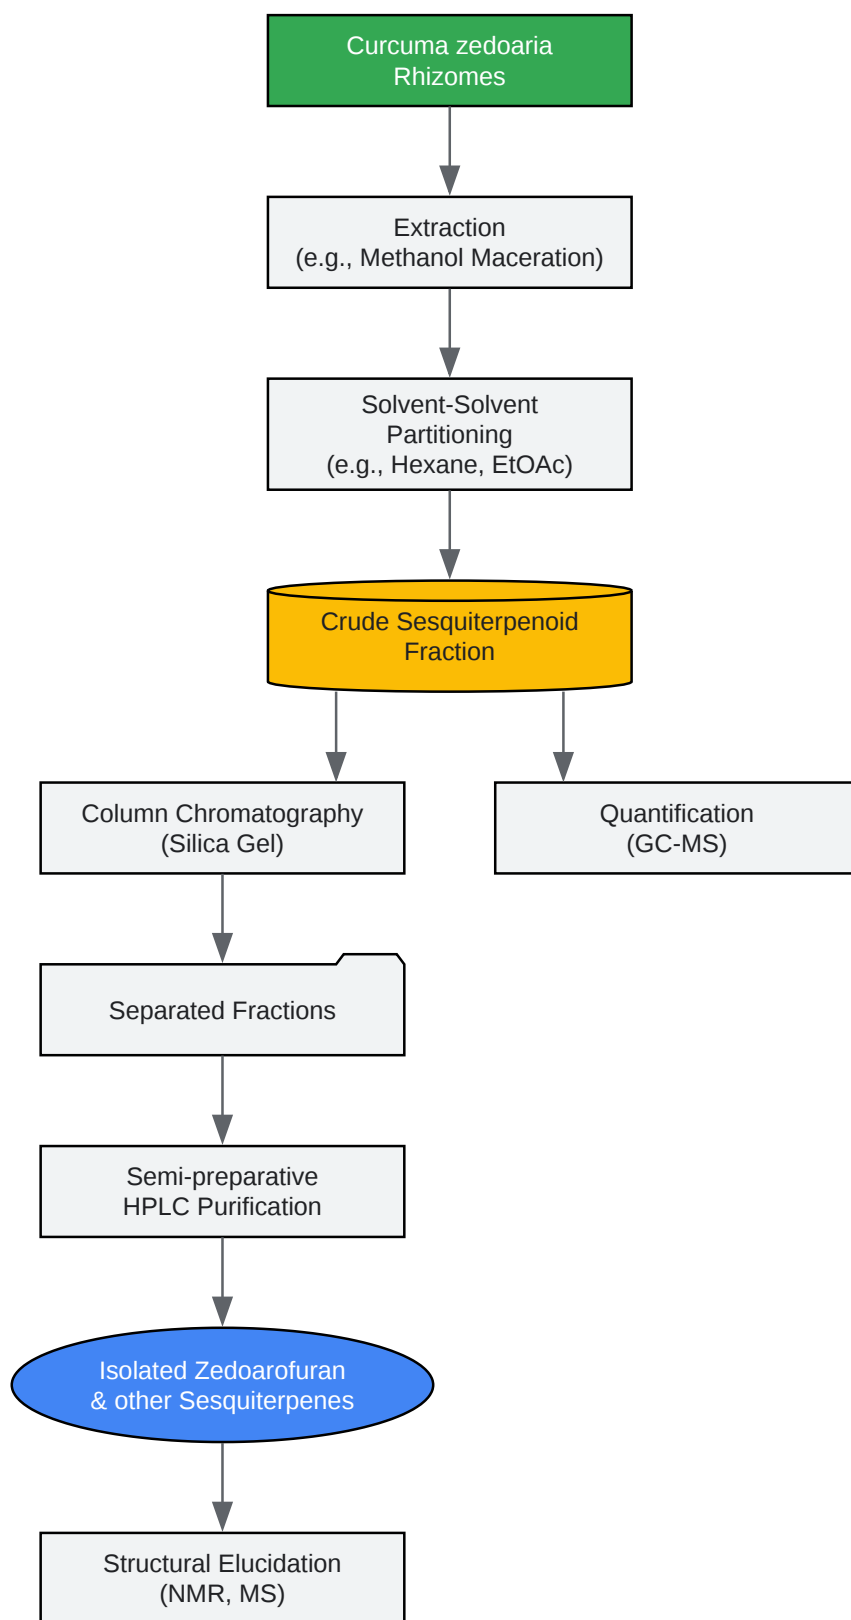 Curcuma zedoaria
Rhizomes
Extraction
(e.g., Methanol Maceration)
Solvent-Solvent
Partitioning
(e.g., Hexane, EtOAc)
Crude Sesquiterpenoid
Fraction
Column Chromatography
(Silica Gel)
Quantification
(GC-MS)
Separated Fractions
Semi-preparative
HPLC Purification
Isolated Zedoarofuran
& other Sesquiterpenes
Structural Elucidation
(NMR, MS)